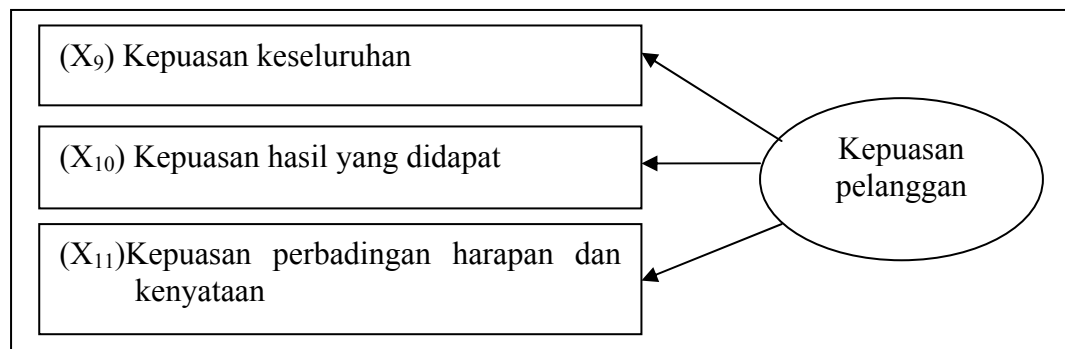 (X₉) Kepuasan keseluruhan
(X₁₀) Kepuasan hasil yang didapat
(X₁₁)Kepuasan perbadingan harapan dan
kenyataan
Kepuasan
pelanggan